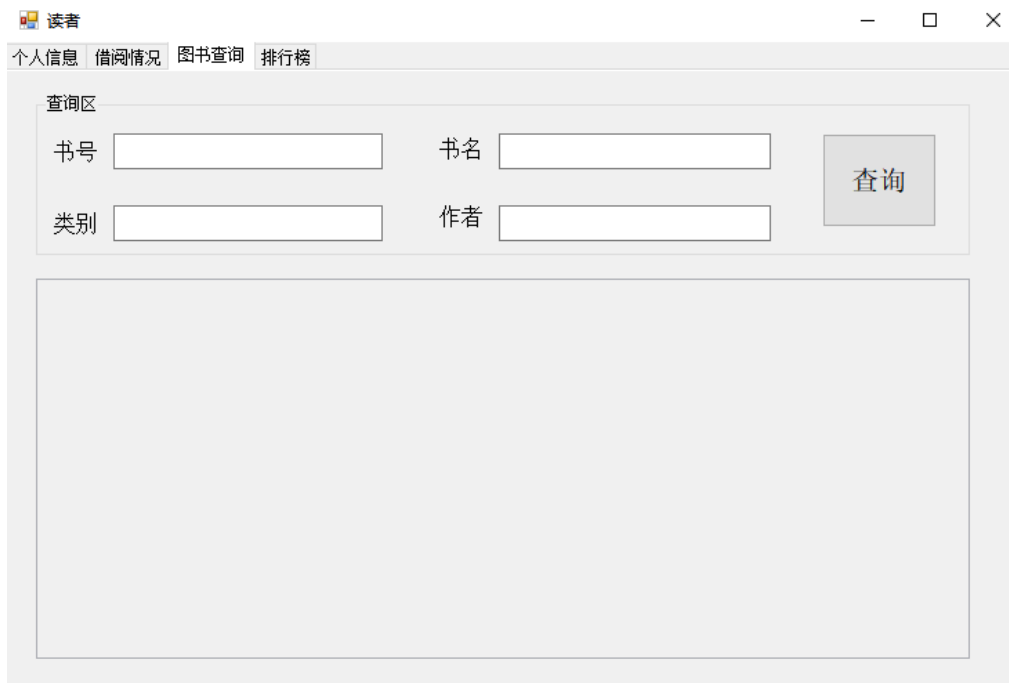 读者
个人信息 借阅情况 图书查询 排行榜
查询区
书号 书名
查询
类别 作者